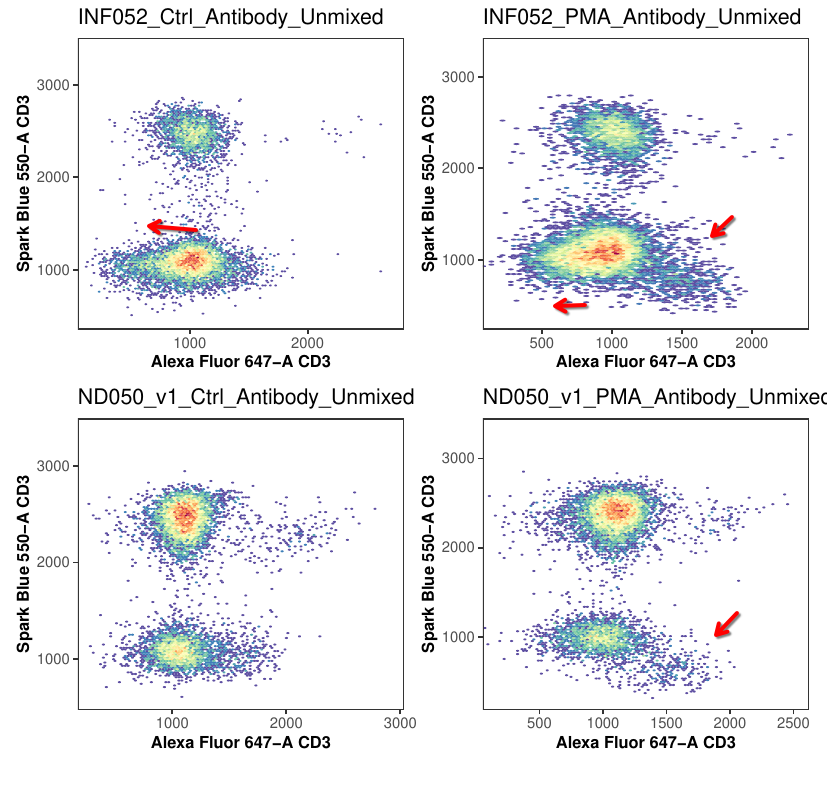 INF052_Ctrl_Antibody_Unmixed
3000
2000
1000
Spark Blue 550−A CD3
1000 2000
Alexa Fluor 647−A CD3
INF052_PMA_Antibody_Unmixed
3000
2000
1000
Spark Blue 550−A CD3
500 1000 1500 2000
Alexa Fluor 647−A CD3
ND050_v1_Ctrl_Antibody_Unmixed
3000
2000
1000
Spark Blue 550−A CD3
1000 2000 3000
Alexa Fluor 647−A CD3
ND050_v1_PMA_Antibody_Unmixed
3000
2000
1000
Spark Blue 550−A CD3
500 1000 1500 2000 2500
Alexa Fluor 647−A CD3